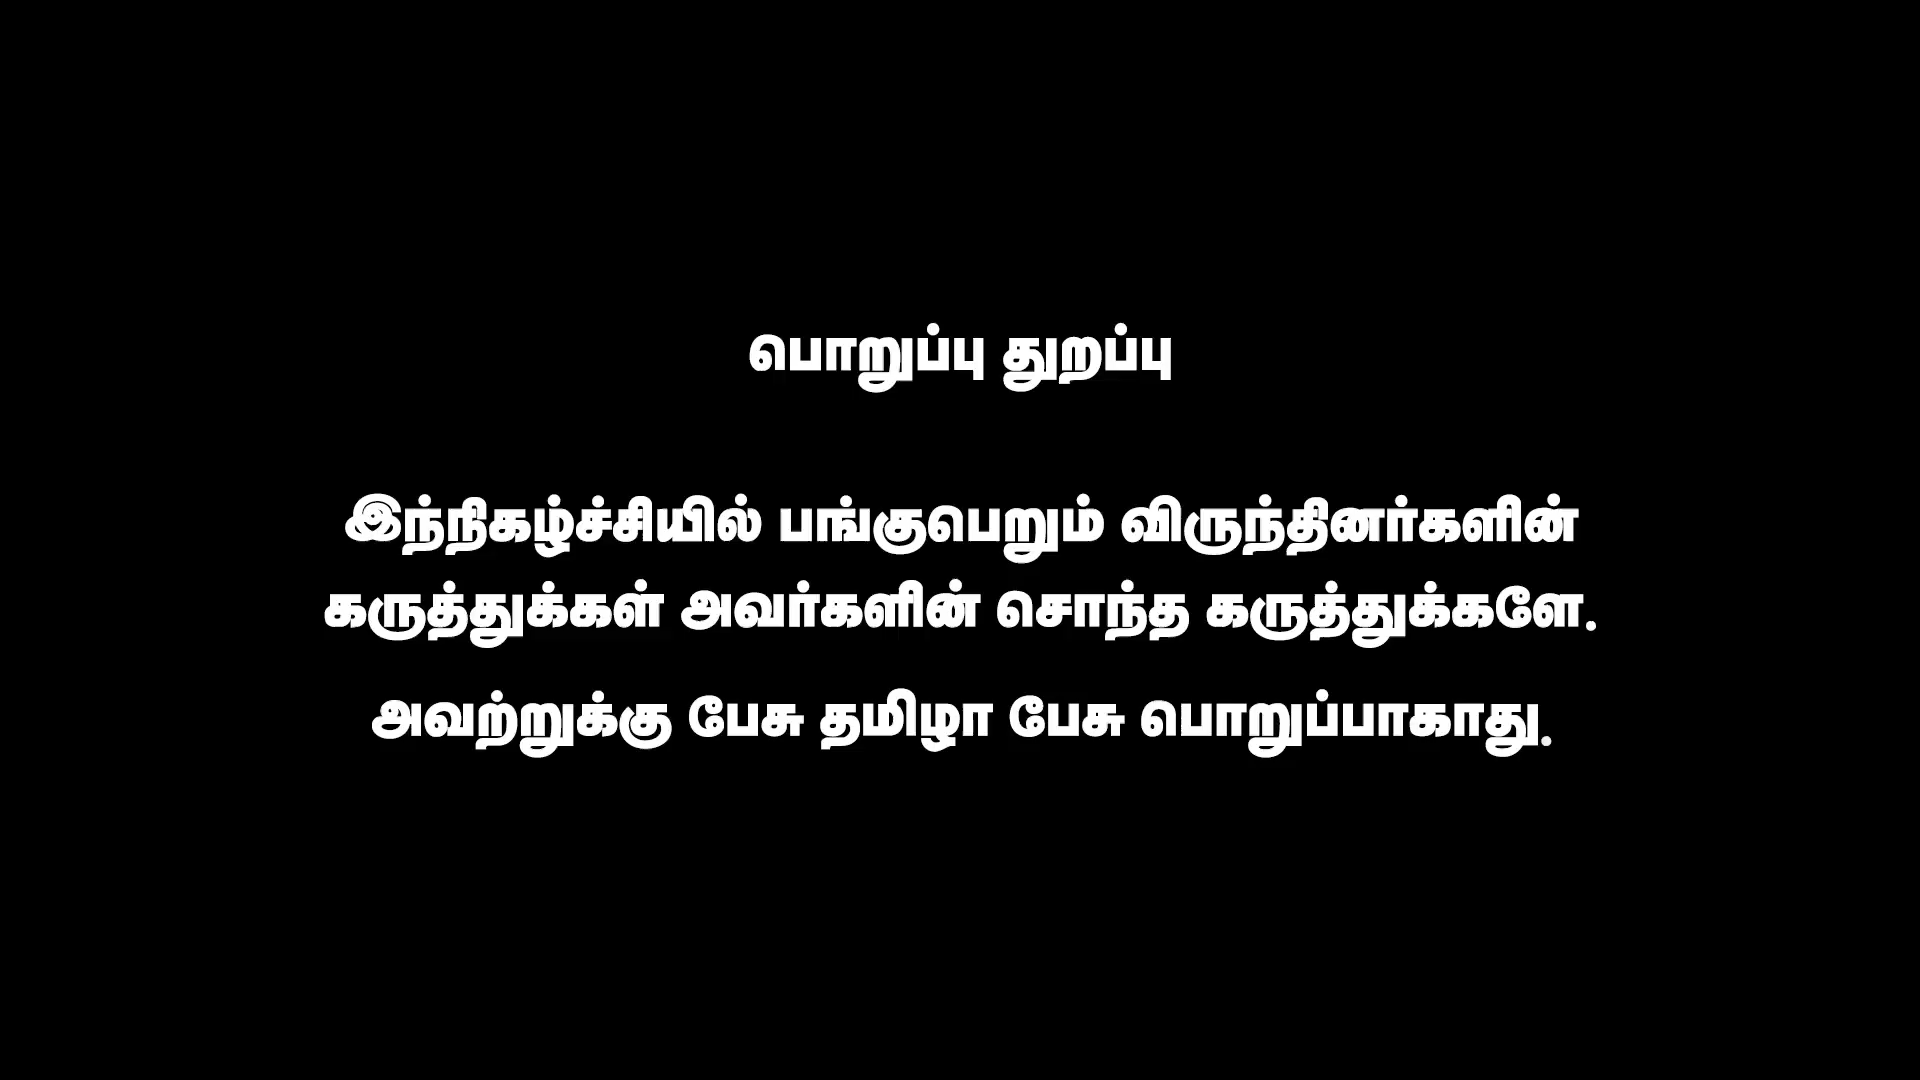 பொறுப்பு துறப்பு
இந்நிகழ்ச்சியில் பங்குபெறும் விருந்தினர்களின்
கருத்துக்கள் அவர்களின் சொந்த கருத்துக்களே.
அவற்றுக்கு பேசு தமிழா பேசு பொறுப்பாகாது.